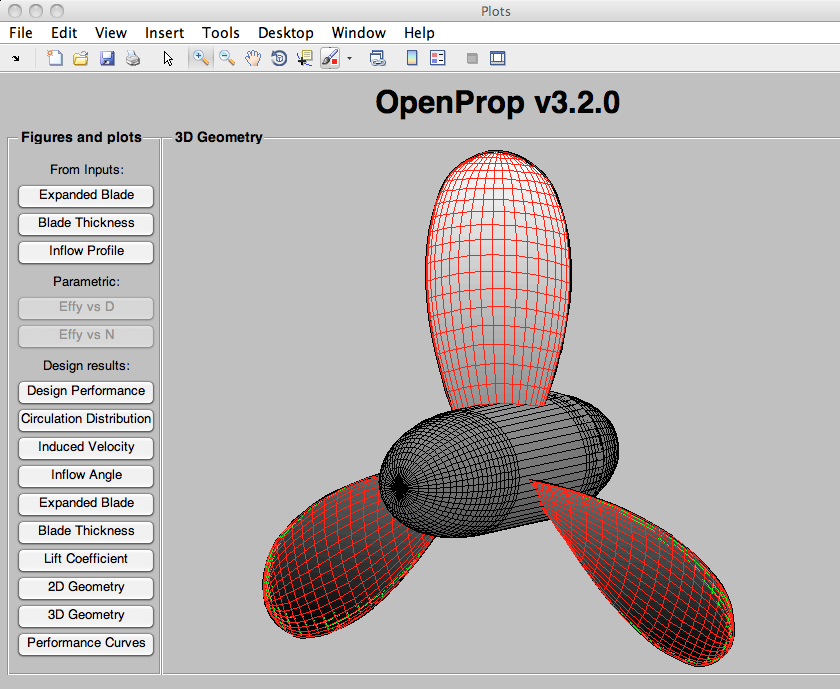 Plots
File Edit View Insert Tools Desktop Window Help
OpenProp v3.2.0
Figures and plots
3D Geometry
From Inputs:
Expanded Blade
Blade Thickness
Inflow Profile
Parametric:
Effy vs D
Effy vs N
Design results:
Design Performance
Circulation Distribution
Induced Velocity
Inflow Angle
Expanded Blade
Blade Thickness
Lift Coefficient
2D Geometry
3D Geometry
Performance Curves